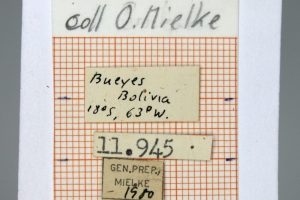 coll O. Mielke
Bueyes
Bolivia
18°S, 63°W.
11.945
GEN. PREP.
MIELKE
1980